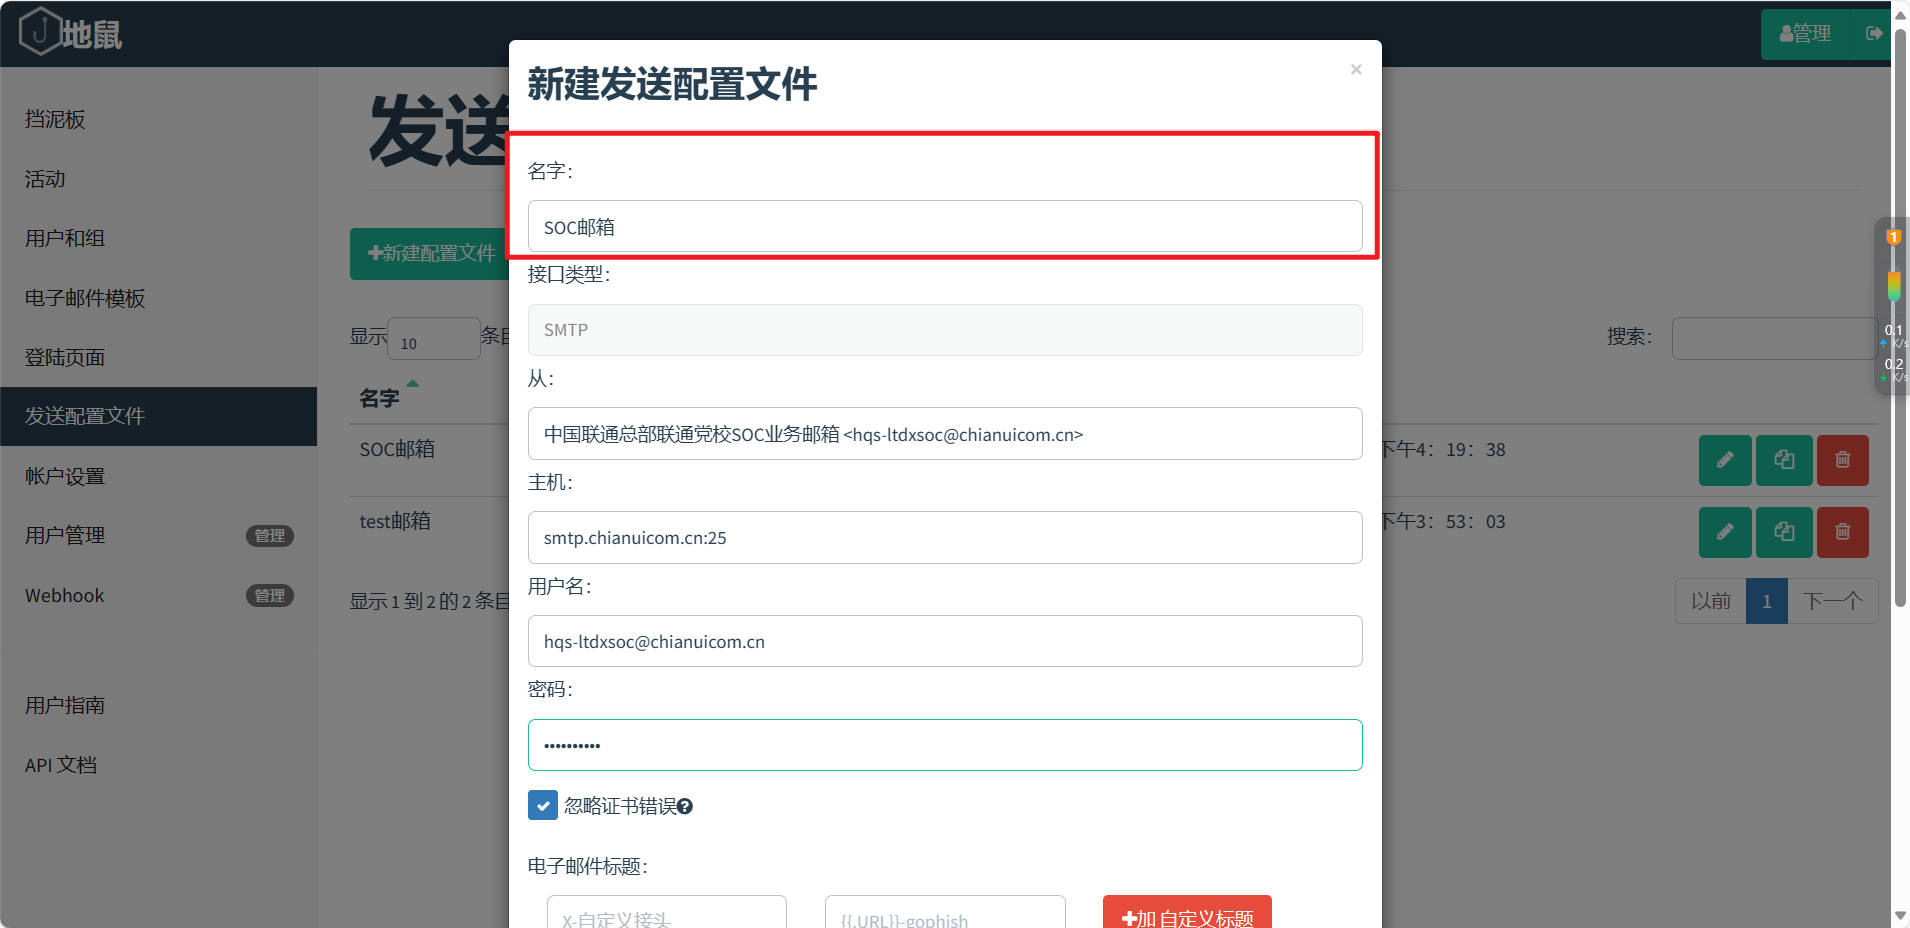 地鼠
管理
挡泥板
活动
用户和组
电子邮件模板
登陆页面
发送配置文件
帐户设置
用户管理 管理
Webhook 管理
用户指南
API 文档
发送
新建配置文件
显示 10 条目
搜索：
名字
SOC邮箱 下午4：19：38
test邮箱 下午3：53：03
显示 1 到 2 的 2 条目
以前 1 下一个
新建发送配置文件
×
名字：
SOC邮箱
接口类型：
SMTP
从：
中国联通总部联通党校SOC业务邮箱 <hqs-ltdxsoc@chianuicom.cn>
主机：
smtp.chianuicom.cn:25
用户名：
hqs-ltdxsoc@chianuicom.cn
密码：
••••••••••
忽略证书错误
电子邮件标题：
X-自定义接头 {{.URL}}-gophish 加 自定义标题
1
0.1
K/s
0.2
K/s